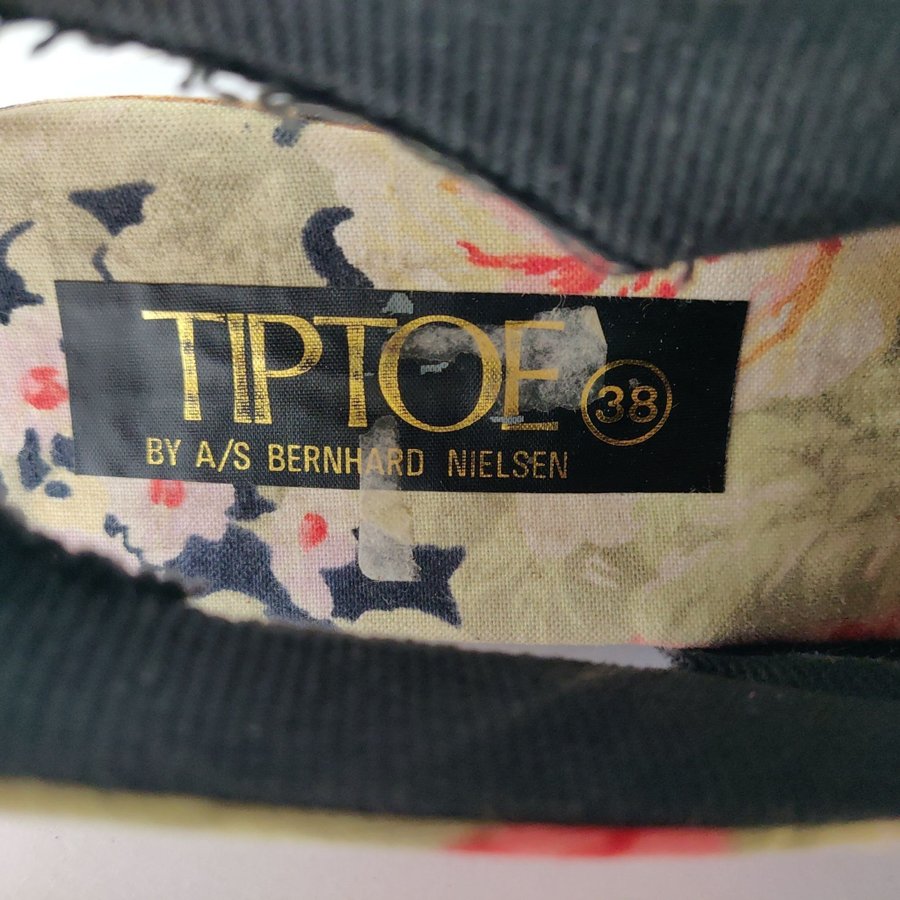 TIPTOE 38
BY A/S BERNHARD NIELSEN